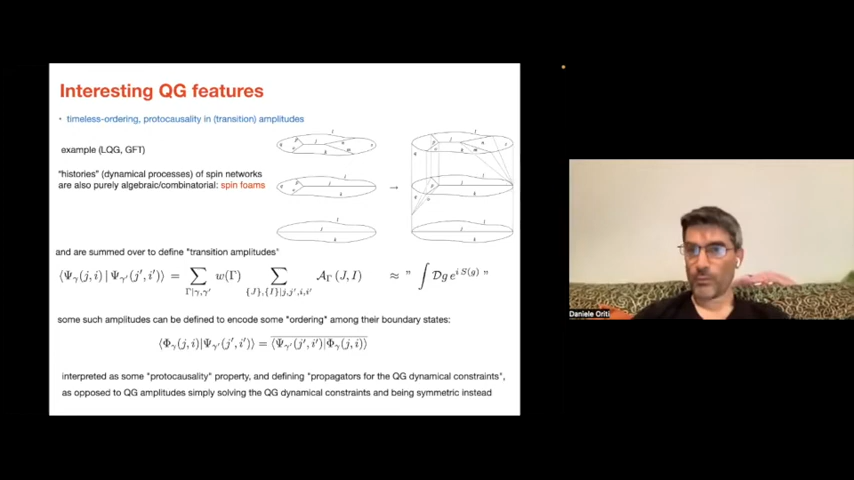 Interesting QG features
• timeless-ordering, protocausality in (transition) amplitudes
example (LQG, GFT)
"histories" (dynamical processes) of spin networks
are also purely algebraic/combinatorial: spin foams
and are summed over to define "transition amplitudes"
⟨Ψ_γ(j,i) | Ψ_γ'(j',i')⟩ = ∑_{Γ|γ,γ'} w(Γ) ∑_{{J},{I}|j,j',i,i'} A_Γ(J,I) ≈ " ∫ Dg e^{i S(g)} "
some such amplitudes can be defined to encode some "ordering" among their boundary states:
⟨Φ_γ(j,i)|Ψ_γ'(j',i')⟩ = \overline{⟨Ψ_γ'(j',i')|Φ_γ(j,i)⟩}
interpreted as some "protocausality" property, and defining "propagators for the QG dynamical constraints",
as opposed to QG amplitudes simply solving the QG dynamical constraints and being symmetric instead
Daniele Oriti